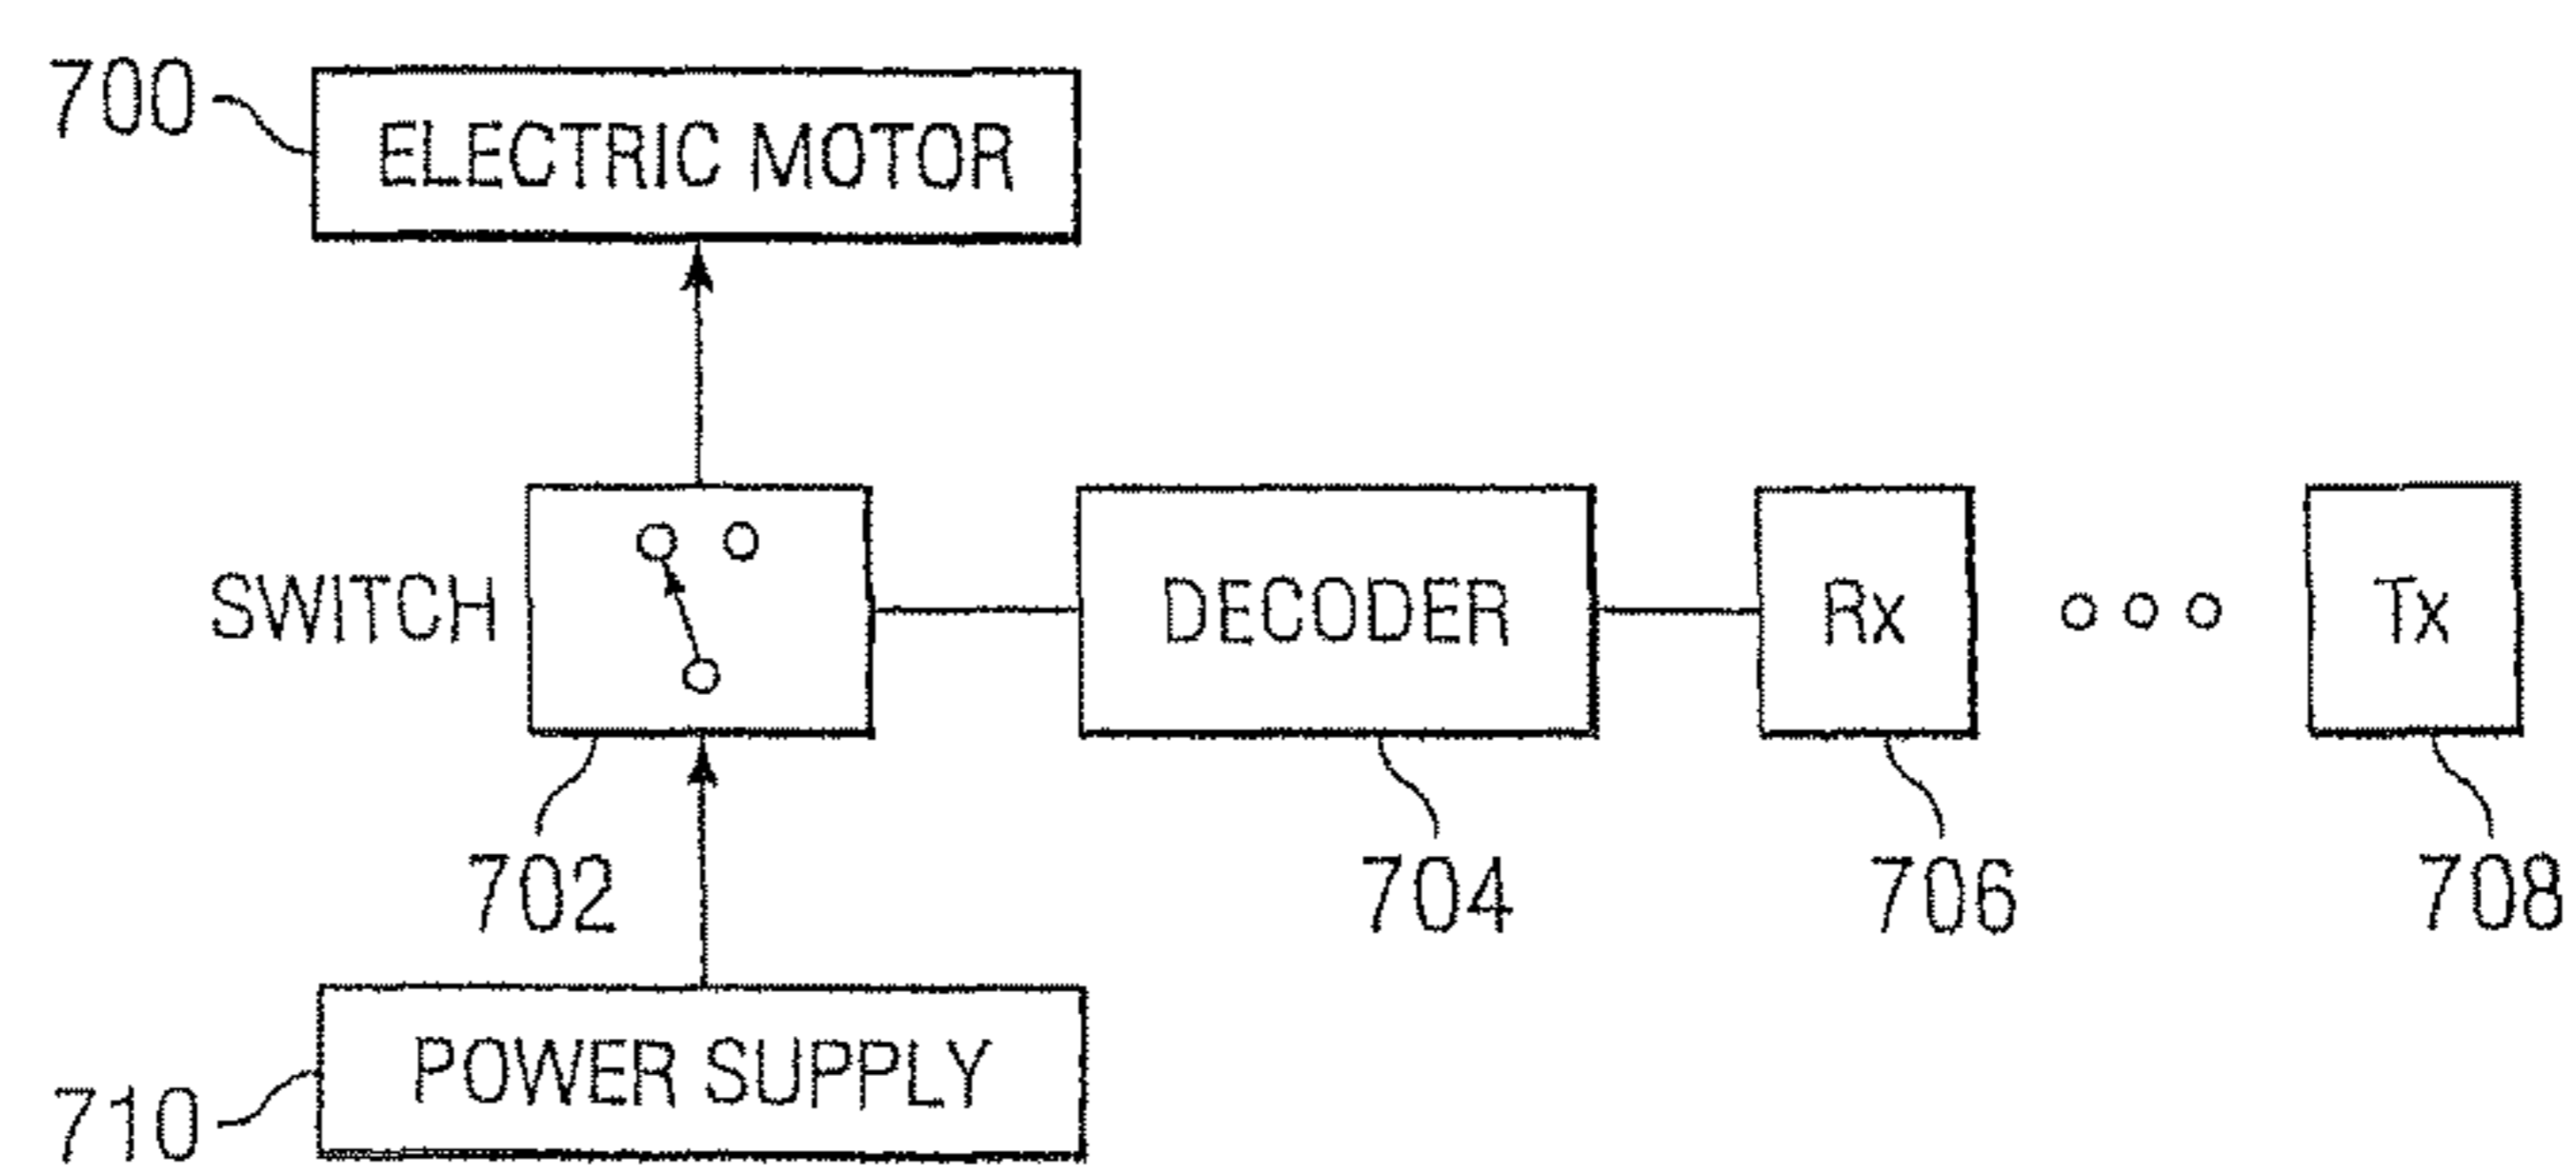 700
ELECTRIC MOTOR
SWITCH
DECODER
Rx
Tx
702
704
706
708
POWER SUPPLY
710